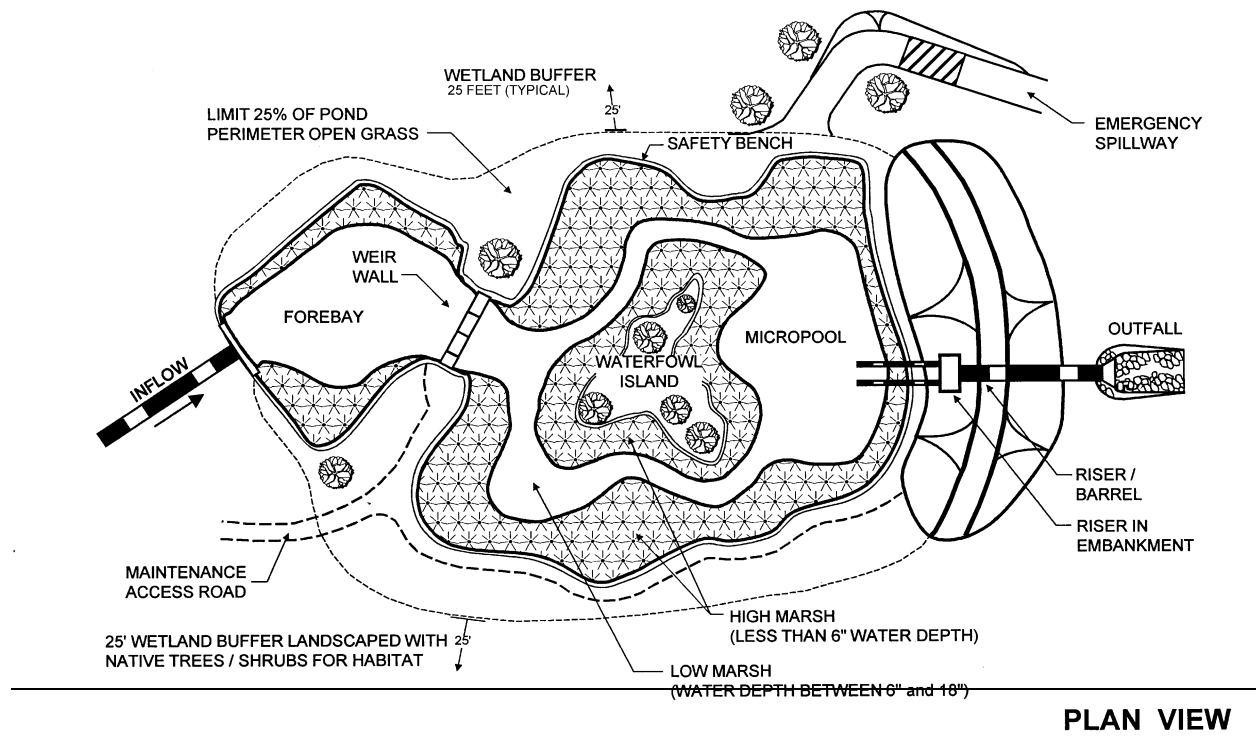 WETLAND BUFFER
25 FEET (TYPICAL)
25'
LIMIT 25% OF POND
PERIMETER OPEN GRASS
SAFETY BENCH
EMERGENCY
SPILLWAY
WEIR
WALL
FOREBAY
MICROPOOL
OUTFALL
WATERFOWL
ISLAND
INFLOW
RISER /
BARREL
RISER IN
EMBANKMENT
MAINTENANCE
ACCESS ROAD
HIGH MARSH
(LESS THAN 6" WATER DEPTH)
25' WETLAND BUFFER LANDSCAPED WITH
NATIVE TREES / SHRUBS FOR HABITAT
25'
LOW MARSH
(WATER DEPTH BETWEEN 6" and 18")
PLAN VIEW